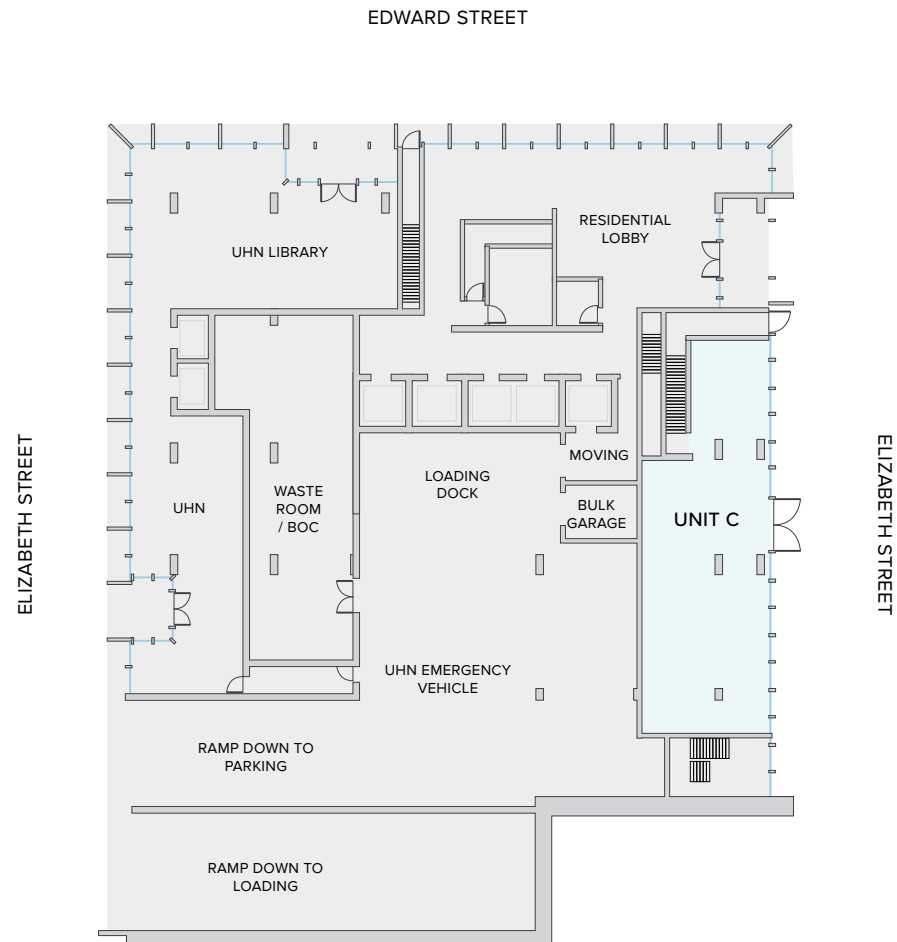 EDWARD STREET
RESIDENTIAL
LOBBY
UHN LIBRARY
ELIZABETH STREET
ELIZABETH STREET
MOVING
LOADING
DOCK
WASTE
ROOM
/ BOC
UHN
BULK
GARAGE
UNIT C
UHN EMERGENCY
VEHICLE
RAMP DOWN TO
PARKING
RAMP DOWN TO
LOADING